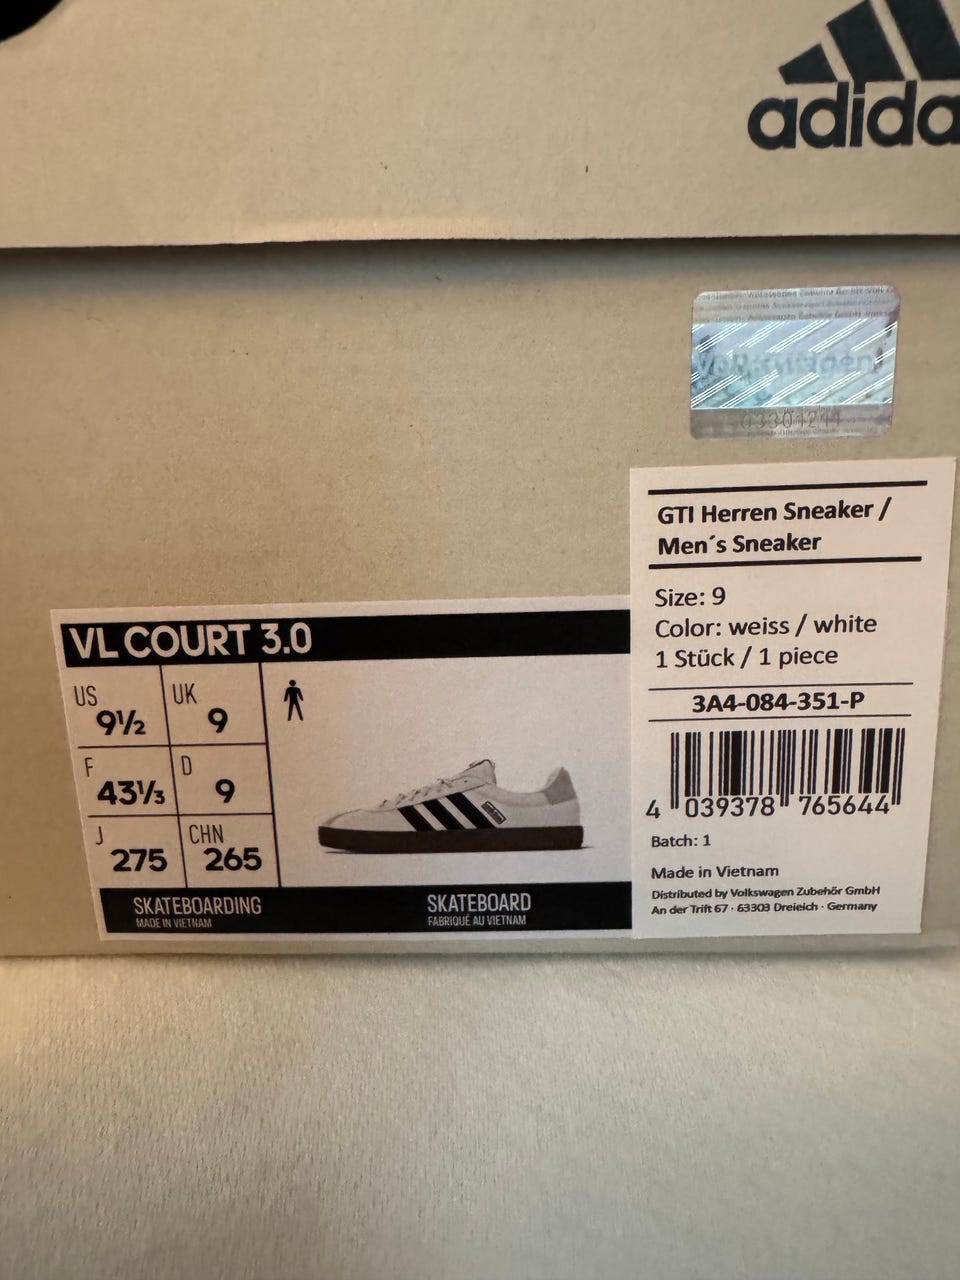 adida
Volkswagen
03301211
GTI Herren Sneaker /
Men´s Sneaker
Size: 9
Color: weiss / white
1 Stück / 1 piece
3A4-084-351-P
4 039378 765644
Batch: 1
Made in Vietnam
Distributed by Volkswagen Zubehör GmbH
An der Trift 67 · 63303 Dreieich · Germany
VL COURT 3.0
US 9½ UK 9
F 43⅓ D 9
J 275 CHN 265
SKATEBOARDING SKATEBOARD
MADE IN VIETNAM FABRIQUÉ AU VIETNAM